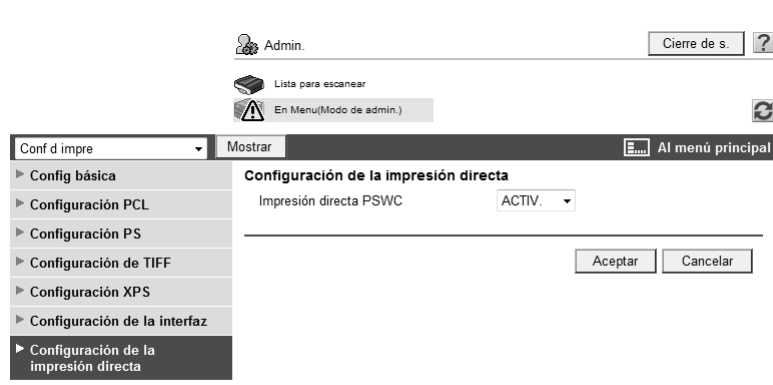 Admin.
Cierre de s.
?
Lista para escanear
En Menu(Modo de admin.)
Conf d impre
Mostrar
Al menú principal
Config básica
Configuración PCL
Configuración PS
Configuración de TIFF
Configuración XPS
Configuración de la interfaz
Configuración de la
impresión directa
Configuración de la impresión directa
Impresión directa PSWC
ACTIV.
Aceptar
Cancelar